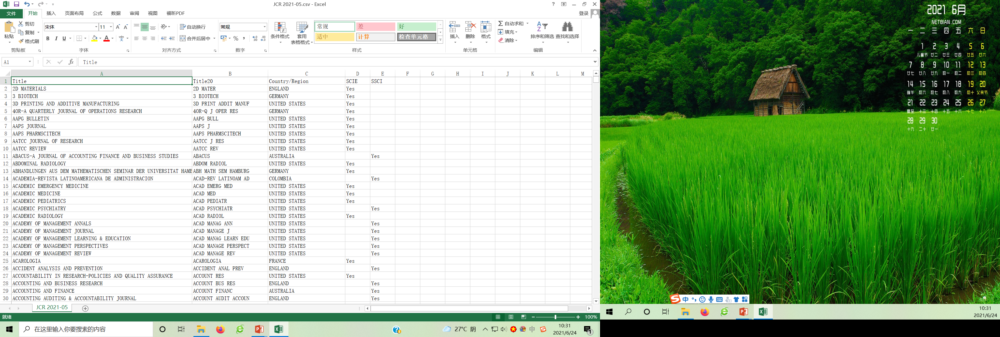 JCR 2021-05.csv - Excel
文件 开始 插入 页面布局 公式 数据 审阅 视图 福昕PDF 登录
粘贴 剪切 复制 格式刷 剪贴板
宋体 11 B I U A wén 文 字体
自动换行 合并后居中 对齐方式
常规 % , 数字
条件格式 套用 表格格式 常规 差 好 适中 计算 检查单元格 样式
插入 删除 格式 单元格
自动求和 填充 清除 排序和筛选 查找和选择 编辑
A1 fx Title
A B C D E F G H I J K L M
1 Title Title20 Country/Region SCIE SSCI
2 2D MATERIALS 2D MATER ENGLAND Yes
3 3 BIOTECH 3 BIOTECH GERMANY Yes
4 3D PRINTING AND ADDITIVE MANUFACTURING 3D PRINT ADDIT MANUF UNITED STATES Yes
5 4OR-A QUARTERLY JOURNAL OF OPERATIONS RESEARCH 4OR-Q J OPER RES GERMANY Yes
6 AAPG BULLETIN AAPG BULL UNITED STATES Yes
7 AAPS JOURNAL AAPS J UNITED STATES Yes
8 AAPS PHARMSCITECH AAPS PHARMSCITECH UNITED STATES Yes
9 AATCC JOURNAL OF RESEARCH AATCC J RES UNITED STATES Yes
10 AATCC REVIEW AATCC REV UNITED STATES Yes
11 ABACUS-A JOURNAL OF ACCOUNTING FINANCE AND BUSINESS STUDIES ABACUS AUSTRALIA Yes
12 ABDOMINAL RADIOLOGY ABDOM RADIOL UNITED STATES Yes
13 ABHANDLUNGEN AUS DEM MATHEMATISCHEN SEMINAR DER UNIVERSITAT HAMB ABH MATH SEM HAMBURG GERMANY Yes
14 ACADEMIA-REVISTA LATINOAMERICANA DE ADMINISTRACION ACAD-REV LATINOAM AD COLOMBIA Yes
15 ACADEMIC EMERGENCY MEDICINE ACAD EMERG MED UNITED STATES Yes
16 ACADEMIC MEDICINE ACAD MED UNITED STATES Yes
17 ACADEMIC PEDIATRICS ACAD PEDIATR UNITED STATES Yes
18 ACADEMIC PSYCHIATRY ACAD PSYCHIATR UNITED STATES Yes
19 ACADEMIC RADIOLOGY ACAD RADIOL UNITED STATES Yes
20 ACADEMY OF MANAGEMENT ANNALS ACAD MANAG ANN UNITED STATES Yes
21 ACADEMY OF MANAGEMENT JOURNAL ACAD MANAGE J UNITED STATES Yes
22 ACADEMY OF MANAGEMENT LEARNING & EDUCATION ACAD MANAG LEARN EDU UNITED STATES Yes
23 ACADEMY OF MANAGEMENT PERSPECTIVES ACAD MANAGE PERSPECT UNITED STATES Yes
24 ACADEMY OF MANAGEMENT REVIEW ACAD MANAGE REV UNITED STATES Yes
25 ACAROLOGIA ACAROLOGIA FRANCE Yes
26 ACCIDENT ANALYSIS AND PREVENTION ACCIDENT ANAL PREV ENGLAND Yes
27 ACCOUNTABILITY IN RESEARCH-POLICIES AND QUALITY ASSURANCE ACCOUNT RES UNITED STATES Yes
28 ACCOUNTING AND BUSINESS RESEARCH ACCOUNT BUS RES ENGLAND Yes
29 ACCOUNTING AND FINANCE ACCOUNT FINANC AUSTRALIA Yes
30 ACCOUNTING AUDITING & ACCOUNTABILITY JOURNAL ACCOUNT AUDIT ACCOUN ENGLAND Yes
JCR 2021-05
就绪 100%
在这里输入你要搜索的内容 27°C 阴 中 10:31 2021/6/24 1
2021 6月
NETBIAN.COM
一 二 三 四 五 六 日
1 2 3 4 5 6
儿童节 廿二 廿三 廿四 廿五 廿六
7 8 9 10 11 12 13
廿七 廿八 廿九 初一 初二 初三 初四
14 15 16 17 18 19 20
端午 初六 初七 初八 初九 初十 父亲节
21 22 23 24 25 26 27
夏至 十三 十四 十五 十六 十七 十八
28 29 30
十九 二十 廿一
中
10:31
2021/6/24